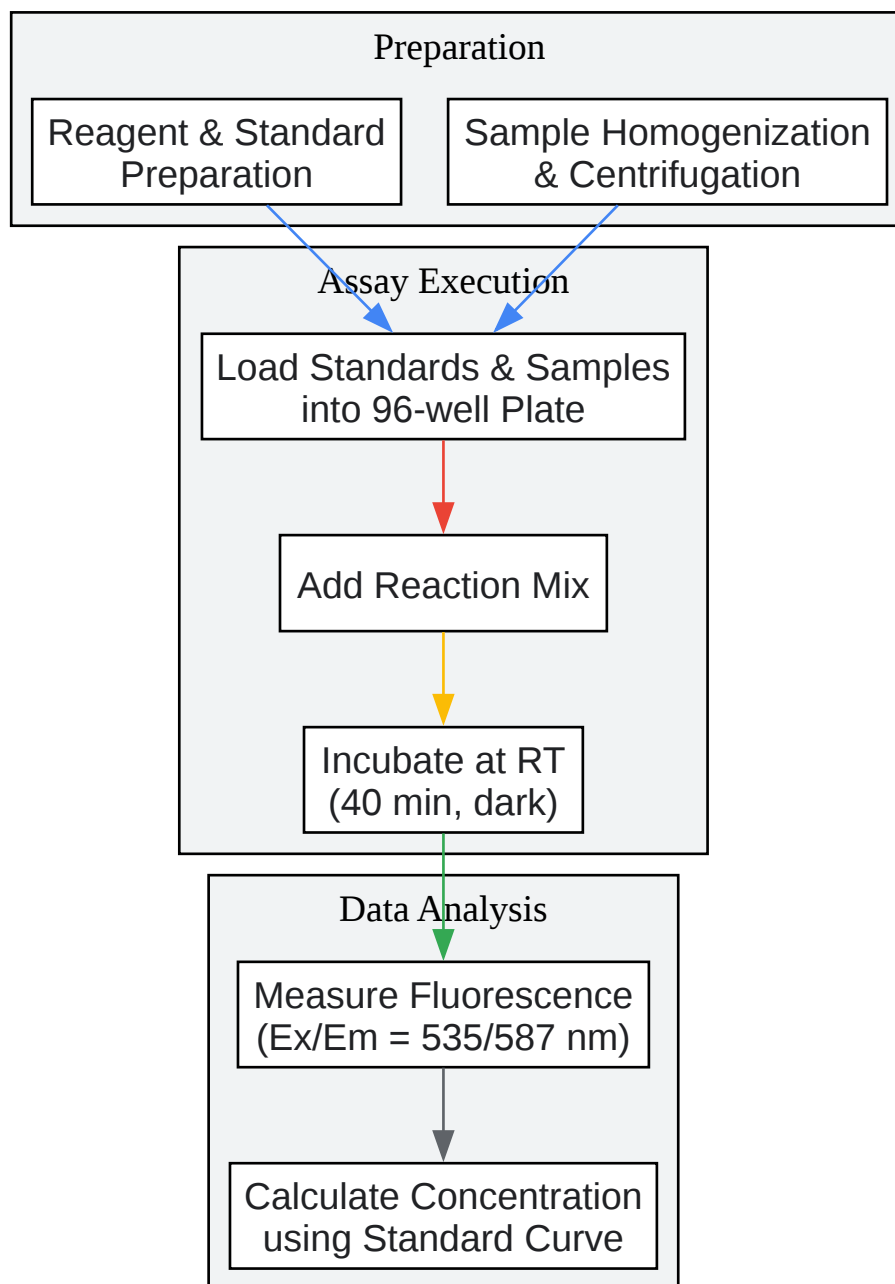 Preparation
Reagent & Standard
Preparation
Sample Homogenization
& Centrifugation
Assay Execution
Load Standards & Samples
into 96-well Plate
Add Reaction Mix
Incubate at RT
(40 min, dark)
Data Analysis
Measure Fluorescence
(Ex/Em = 535/587 nm)
Calculate Concentration
using Standard Curve